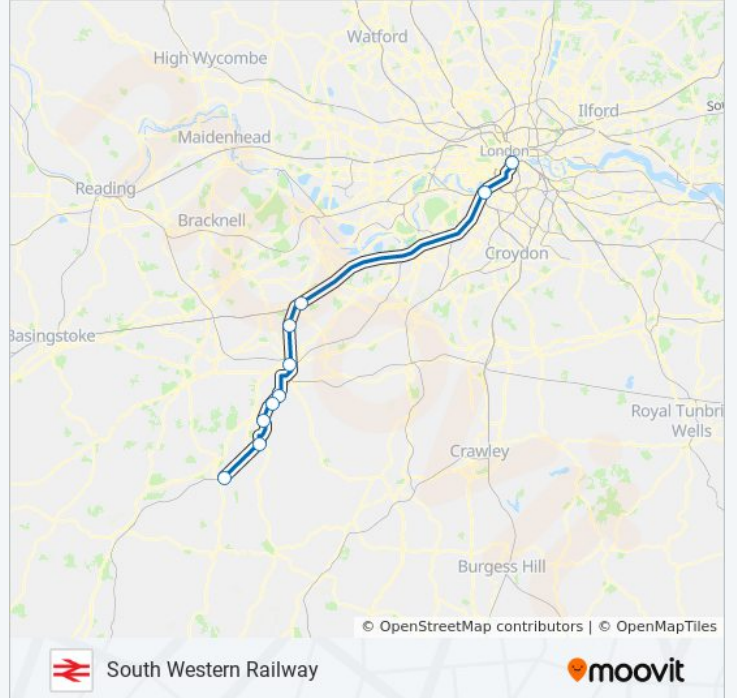 Watford
High Wycombe
Ilford
Sou
London
Maidenhead
Reading
Bracknell
Croydon
Basingstoke
Royal Tunbri
Wells
Crawley
Burgess Hill
© OpenStreetMap contributors | © OpenMapTiles
South Western Railway
moovit